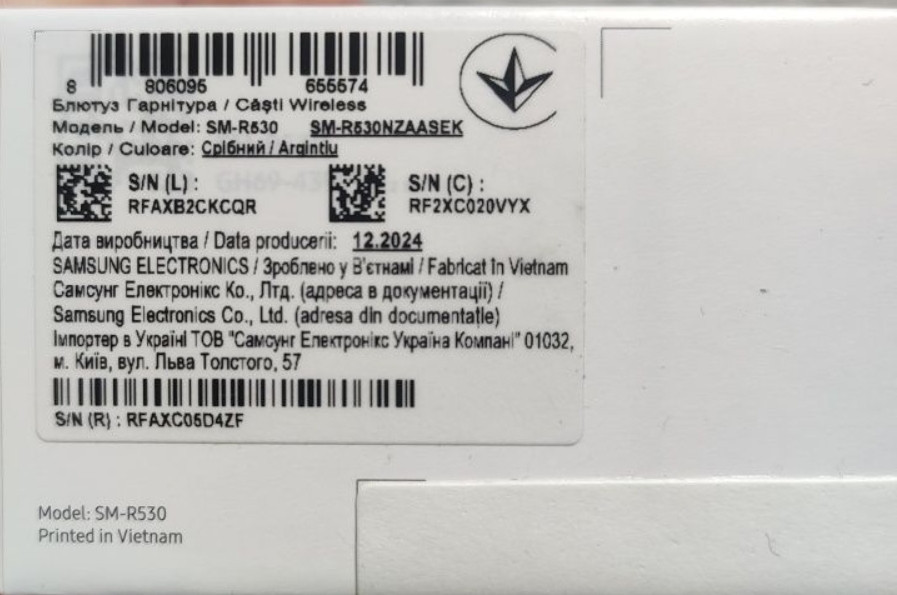 8 806095 655574
Блютуз Гарнітура / Căști Wireless
Модель / Model: SM-R530 SM-R530NZAASEK
Колір / Culoare: Срібний / Argintiu
S/N (L) :
RFAXB2CKCQR
S/N (C) :
RF2XC020VYX
Дата виробництва / Data producerii: 12.2024
SAMSUNG ELECTRONICS / Зроблено у В'єтнамі / Fabricat în Vietnam
Самсунг Електронікс Ко., Лтд. (адреса в документації) /
Samsung Electronics Co., Ltd. (adresa din documentație)
Імпортер в Україні ТОВ "Самсунг Електронікс Україна Компані" 01032,
м. Київ, вул. Льва Толстого, 57
S/N (R) : RFAXC05D4ZF
Model: SM-R530
Printed in Vietnam